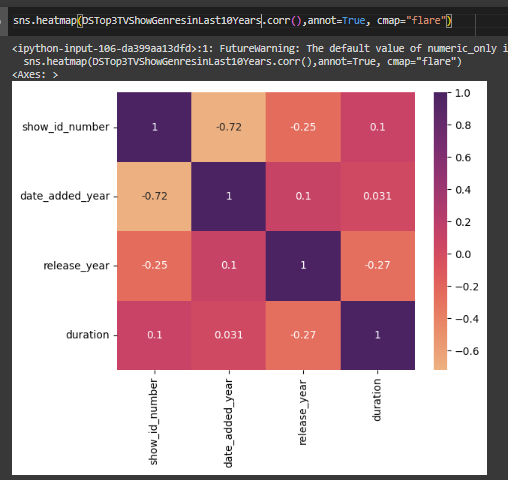 sns.heatmap(DSTop3TVShowGenresinLast10Years.corr(),annot=True, cmap="flare")
<ipython-input-106-da399aa13dfd>:1: FutureWarning: The default value of numeric_only i
sns.heatmap(DSTop3TVShowGenresinLast10Years.corr(),annot=True, cmap="flare")
<Axes: >
show_id_number 1 -0.72 -0.25 0.1
date_added_year -0.72 1 0.1 0.031
release_year -0.25 0.1 1 -0.27
duration 0.1 0.031 -0.27 1
show_id_number
date_added_year
release_year
duration
1.0
0.8
0.6
0.4
0.2
0.0
-0.2
-0.4
-0.6